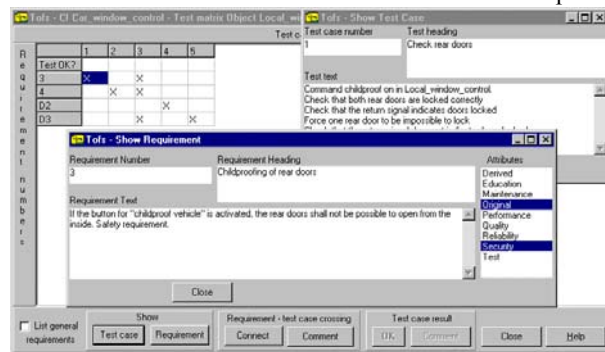 Tofs - CI Car_window_control - Test matrix Object Local_wi
Test c
1 2 3 4 5
Test OK?
3 X X
4 X X
D2 X
D3 X X
Requirement numbers
Tofs - Show Test Case
Test case number Test heading
1 Check rear doors
Test text
Command childproof on in Local_window_control.
Check that both rear doors are locked correctly
Check that the return signal indicates doors locked
Force one rear door to be impossible to lock
Tofs - Show Requirement
Requirement Number Requirement Heading Attributes
3 Childproofing of rear doors
Derived
Education
Maintenance
Original
Performance
Quality
Reliability
Security
Test
Requirement Text
If the button for "childproof vehicle" is activated, the rear doors shall not be possible to open from the
inside. Safety requirement.
Close
List general
requirements
Show
Test case Requirement
Requirement - test case crossing
Connect Comment
Test case result
OK Comment
Close Help